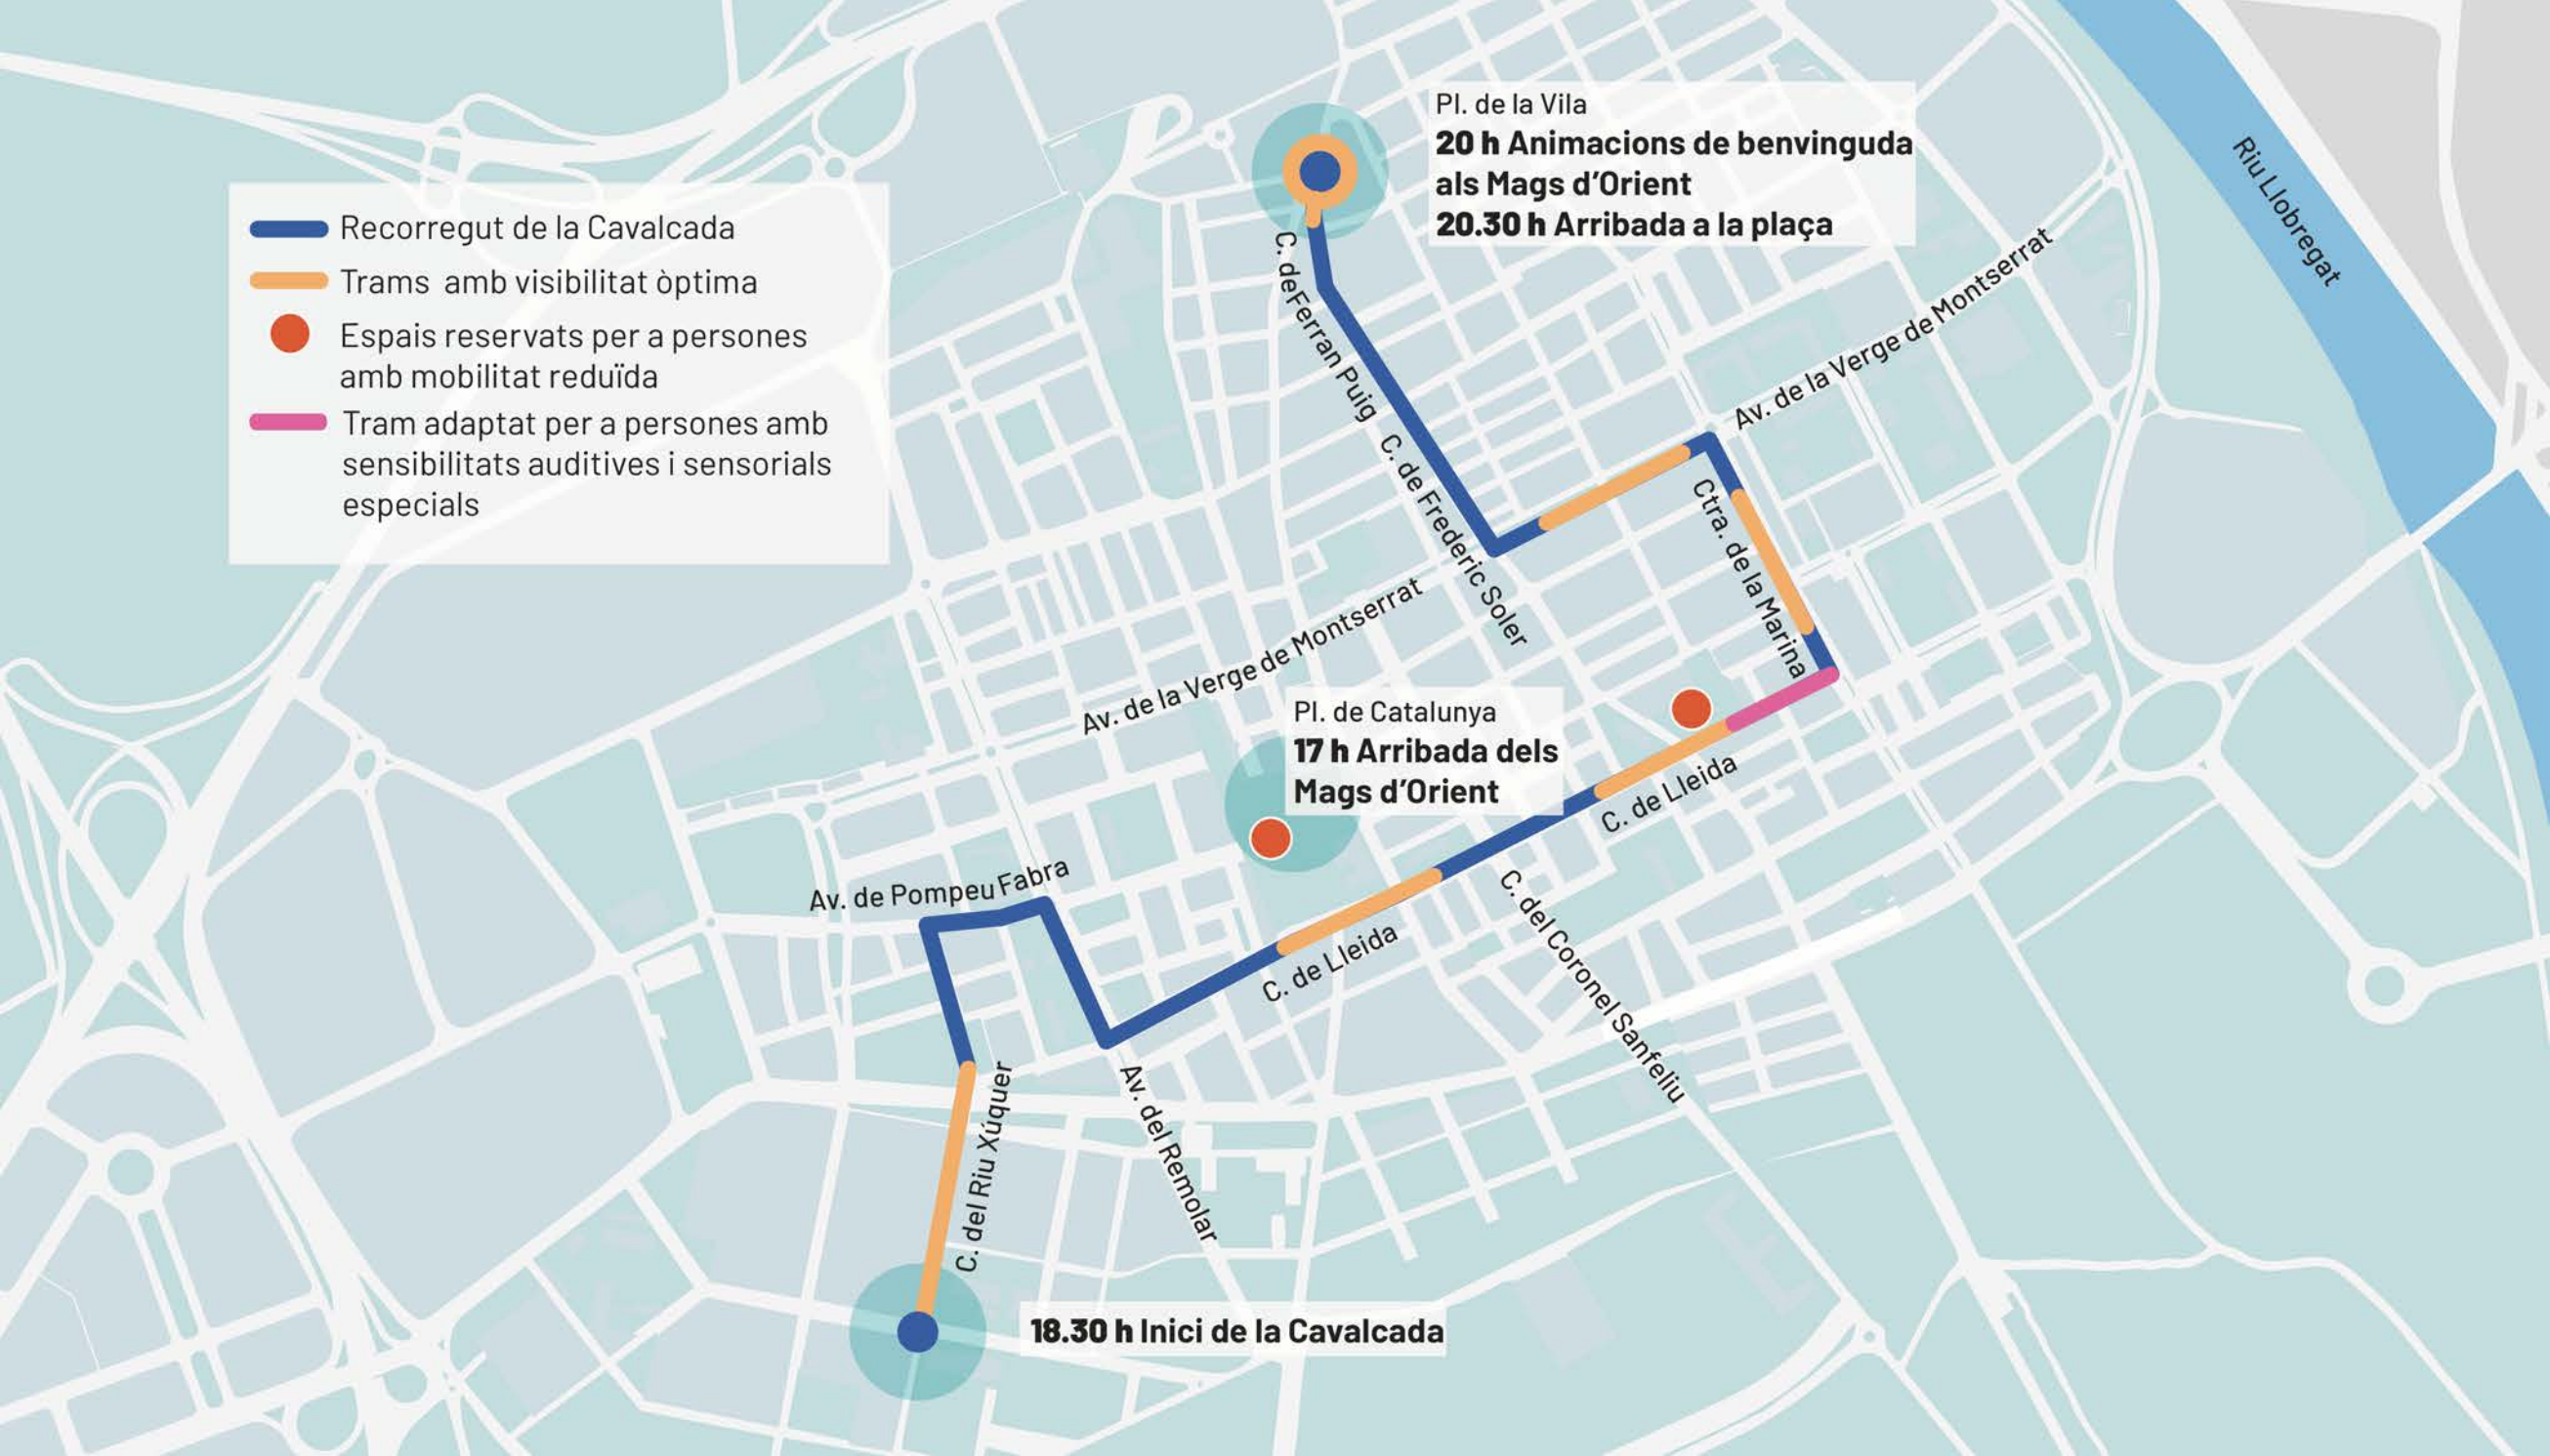 Recorregut de la Cavalcada
Trams amb visibilitat òptima
Espais reservats per a persones
amb mobilitat reduïda
Tram adaptat per a persones amb
sensibilitats auditives i sensorials
especials
Pl. de la Vila
20 h Animacions de benvinguda
als Mags d’Orient
20.30 h Arribada a la plaça
Riu Llobregat
C. de Ferran Puig
C. de Frederic Soler
Av. de la Verge de Montserrat
Ctra. de la Marina
Av. de la Verge de Montserrat
Pl. de Catalunya
17 h Arribada dels
Mags d’Orient
C. de Lleida
Av. de Pompeu Fabra
C. de Lleida
C. del Coronel Sanfeliu
C. del Riu Xúquer
Av. del Remolar
18.30 h Inici de la Cavalcada